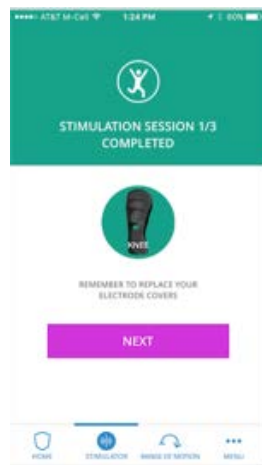 AT&T M-Cell 1:24 PM 60%
STIMULATION SESSION 1/3
COMPLETED
KNEE
REMEMBER TO REPLACE YOUR
ELECTRODE COVERS
NEXT
HOME STIMULATOR RANGE OF MOTION MENU